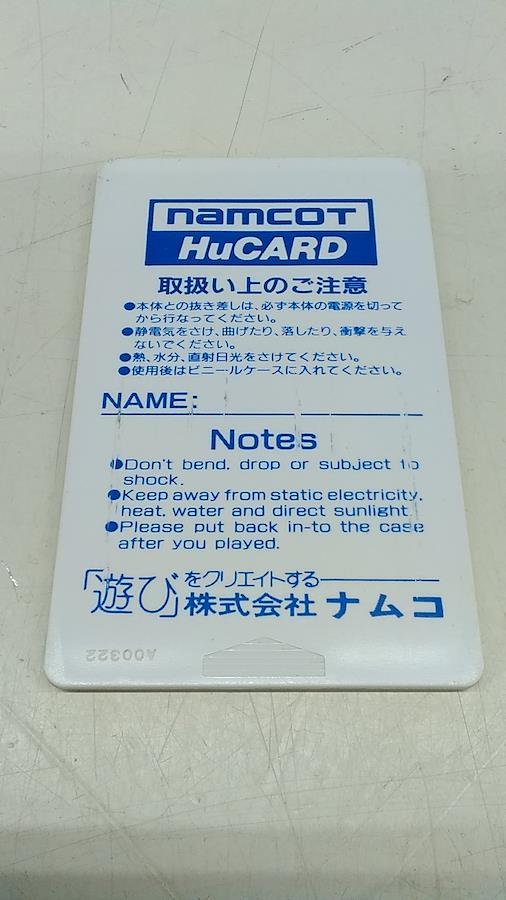 namcoT
HuCARD
取扱い上のご注意
●本体との抜き差しは、必ず本体の電源を切って
から行なってください。
●静電気をさけ、曲げたり、落したり、衝撃を与え
ないでください。
●熱、水分、直射日光をさけてください。
●使用後はビニールケースに入れてください。
NAME:
Notes
●Don't bend, drop or subject to
shock.
●Keep away from static electricity,
heat, water and direct sunlight
●Please put back in-to the case
after you played.
「遊び」をクリエイトする
株式会社ナムコ
A00322